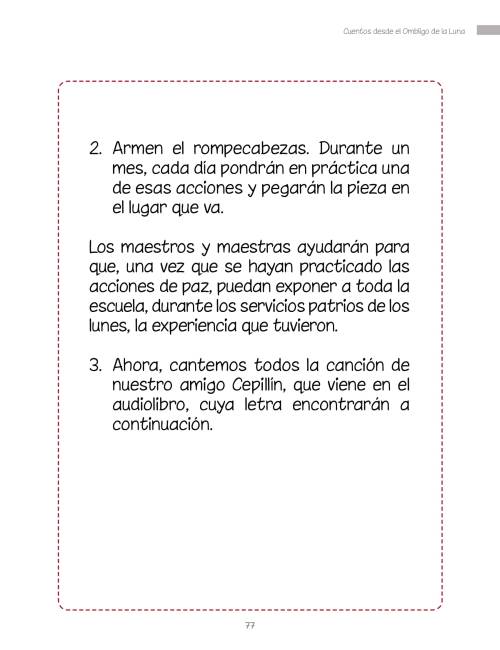 Cuentos desde el Ombligo de la Luna
2. Armen el rompecabezas. Durante un
mes, cada día pondrán en práctica una
de esas acciones y pegarán la pieza en
el lugar que va.
Los maestros y maestras ayudarán para
que, una vez que se hayan practicado las
acciones de paz, puedan exponer a toda la
escuela, durante los servicios patrios de los
lunes, la experiencia que tuvieron.
3. Ahora, cantemos todos la canción de
nuestro amigo Cepillín, que viene en el
audiolibro, cuya letra encontrarán a
continuación.
77